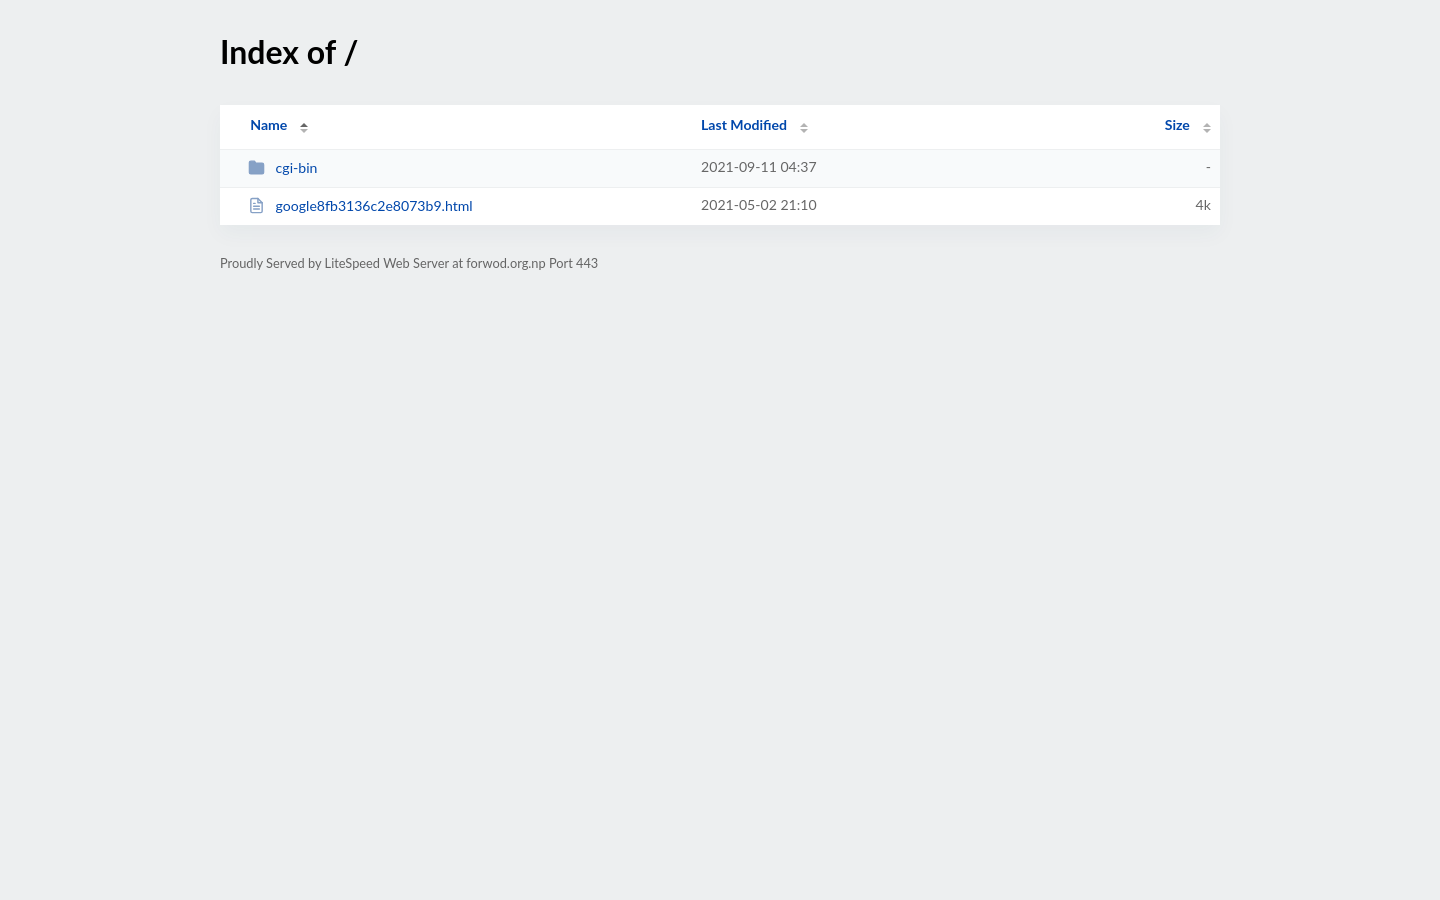 Index of /
Name Last Modified Size
cgi-bin 2021-09-11 04:37 -
google8fb3136c2e8073b9.html 2021-05-02 21:10 4k
Proudly Served by LiteSpeed Web Server at forwod.org.np Port 443